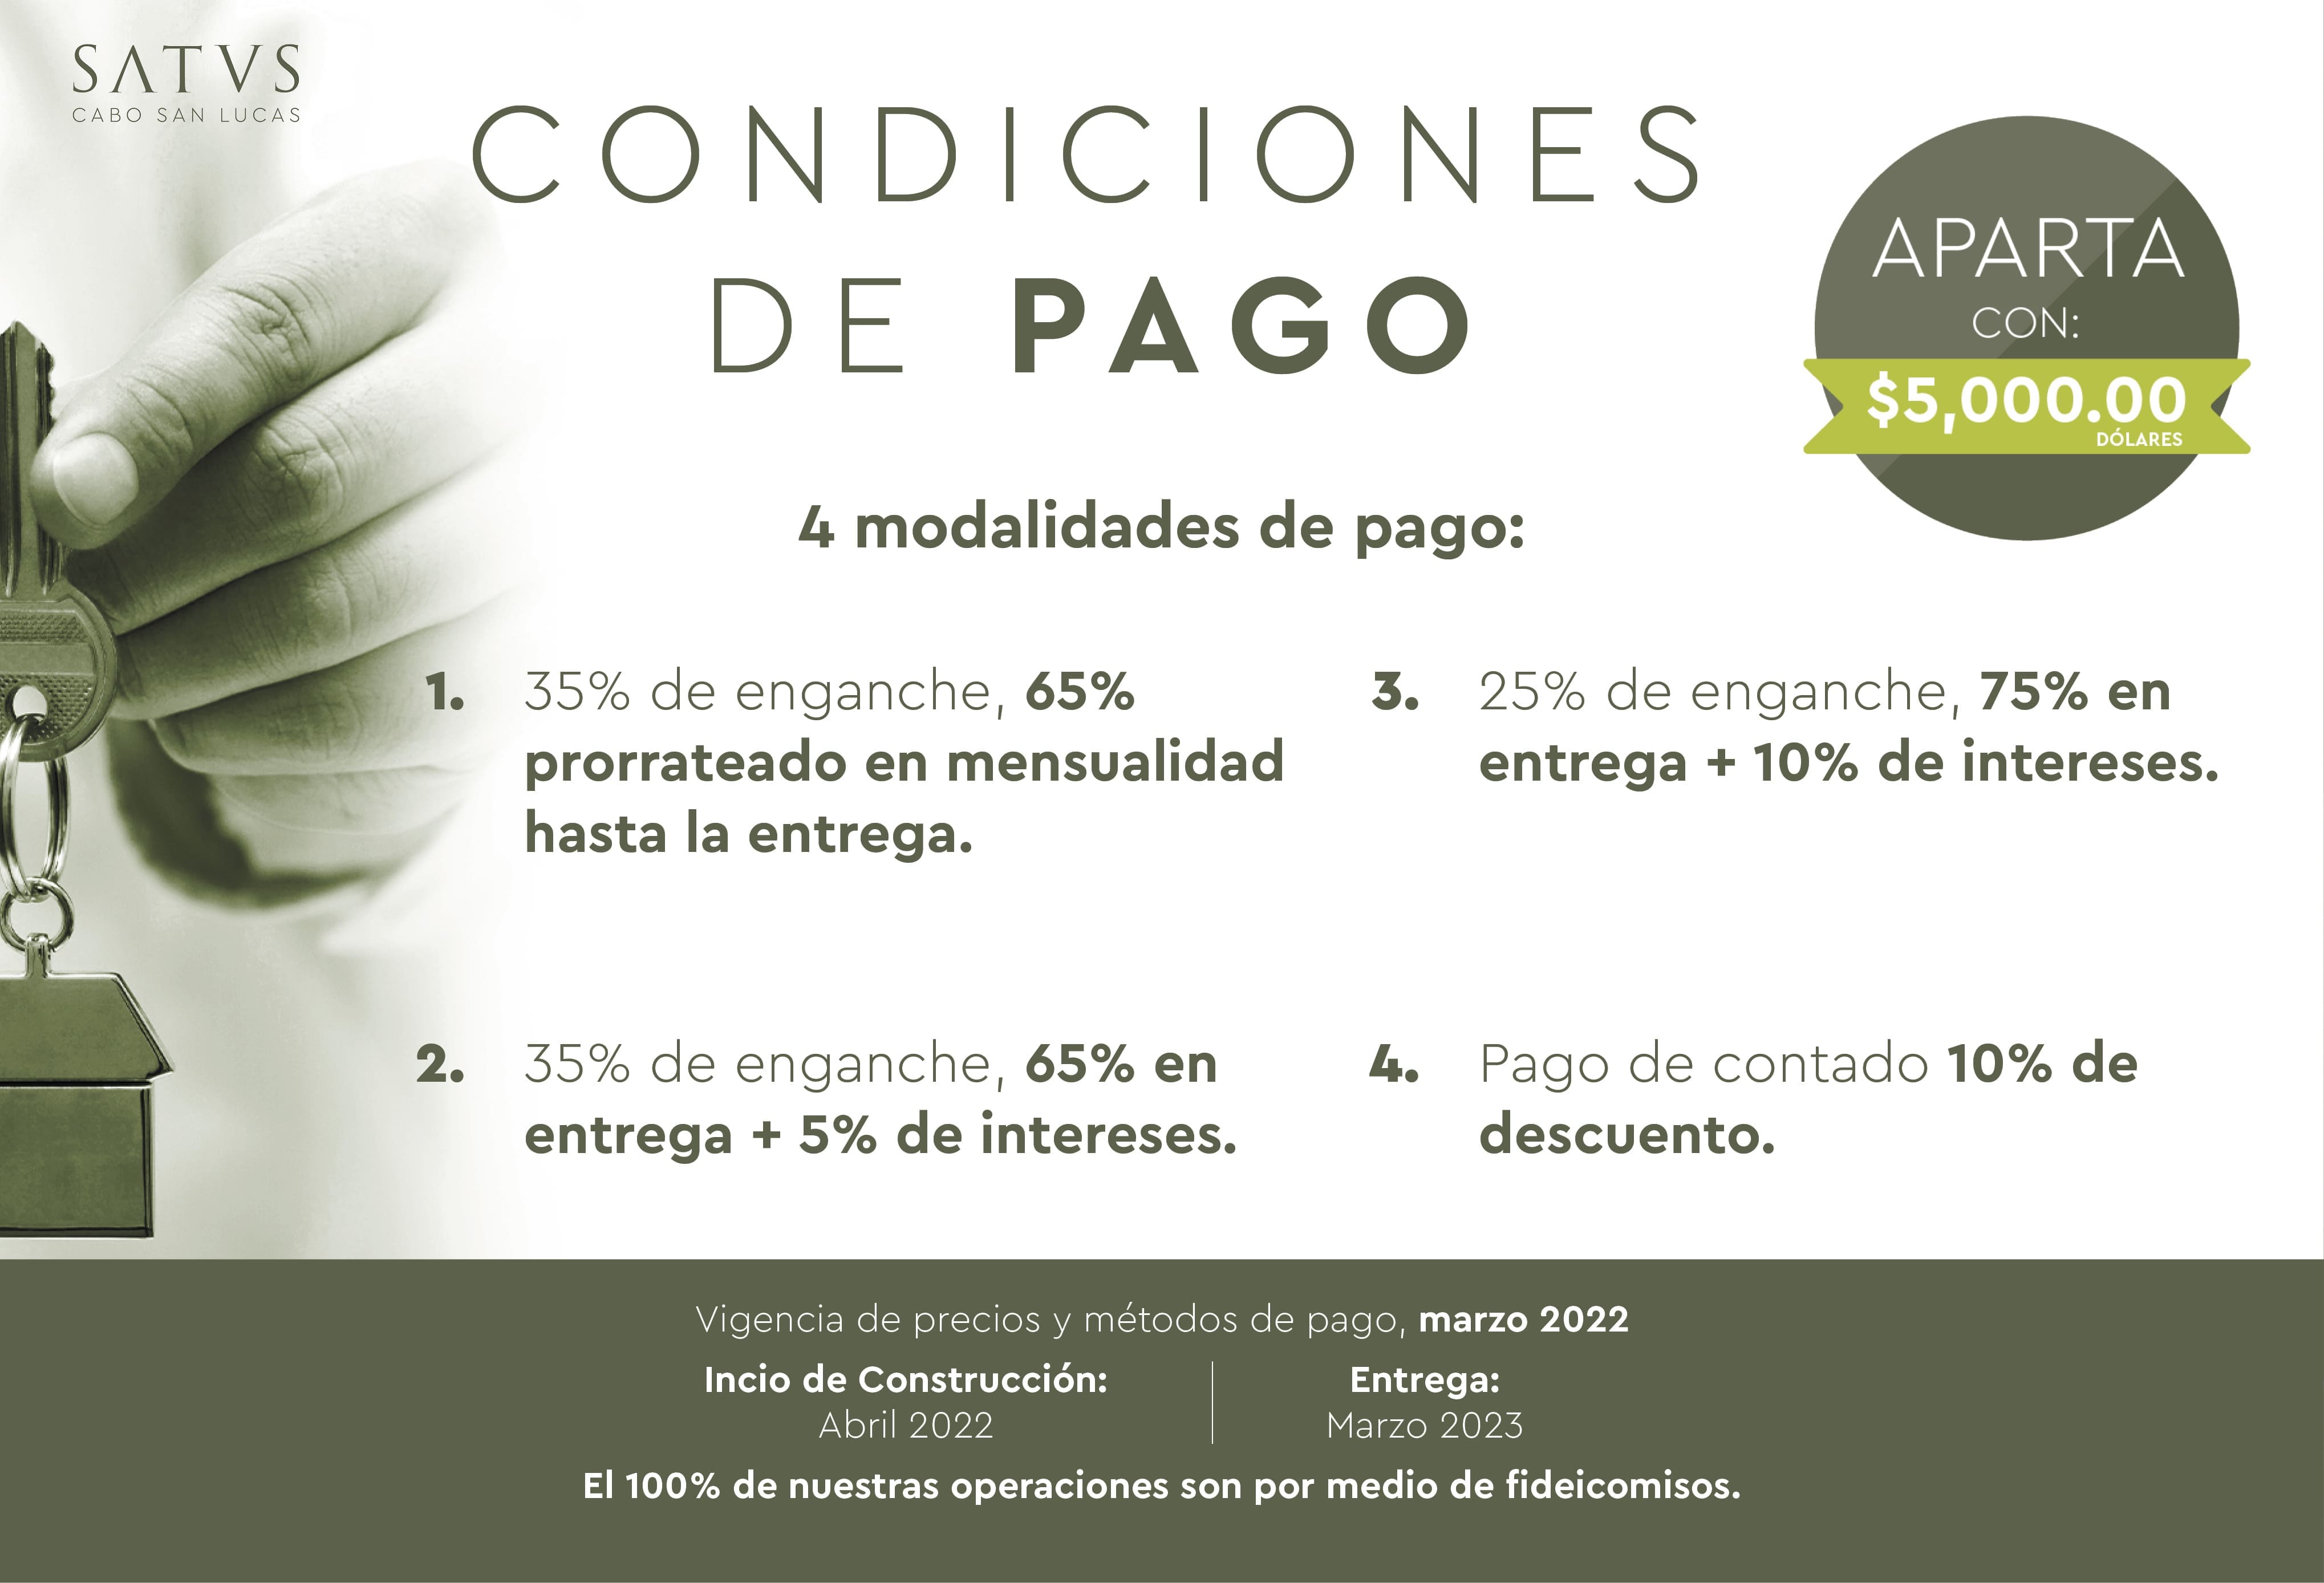 SATVS
CABO SAN LUCAS
CONDICIONES
DE PAGO
APARTA
CON:
$5,000.00
DÓLARES
4 modalidades de pago:
1. 35% de enganche, 65%
prorrateado en mensualidad
hasta la entrega.
2. 35% de enganche, 65% en
entrega + 5% de intereses.
3. 25% de enganche, 75% en
entrega + 10% de intereses.
4. Pago de contado 10% de
descuento.
Vigencia de precios y métodos de pago, marzo 2022
Incio de Construcción:
Abril 2022
Entrega:
Marzo 2023
El 100% de nuestras operaciones son por medio de fideicomisos.